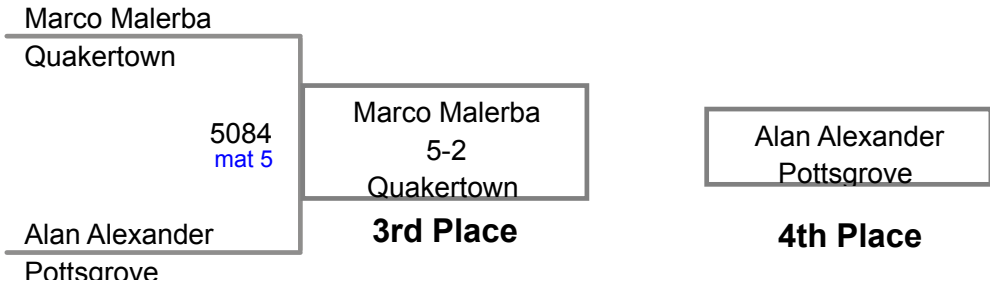 Marco Malerba
Quakertown
5084
mat 5
Alan Alexander
Pottsgrove
Marco Malerba
5-2
Quakertown
3rd Place
Alan Alexander
Pottsgrove
4th Place